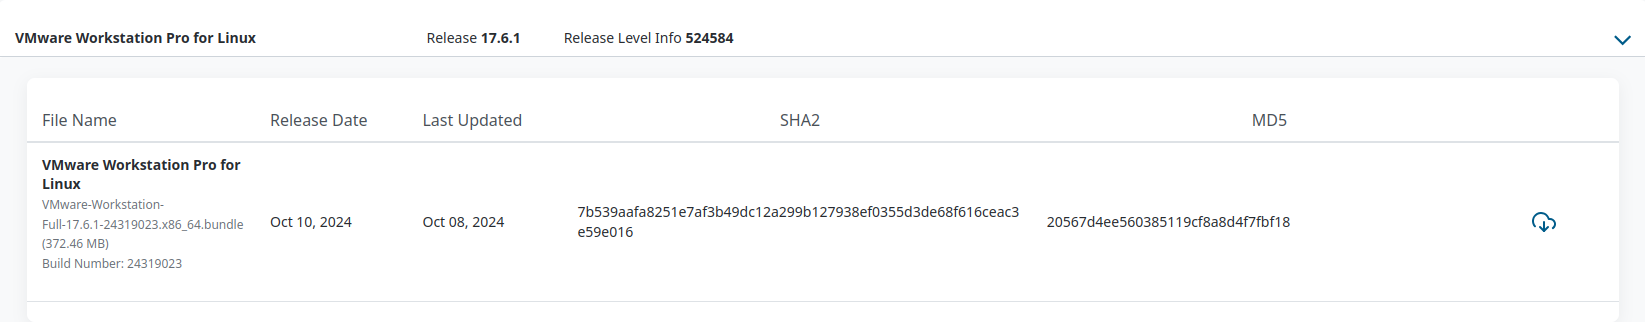 VMware Workstation Pro for Linux Release 17.6.1 Release Level Info 524584
File Name Release Date Last Updated SHA2 MD5
VMware Workstation Pro for
Linux
VMware-Workstation-
Full-17.6.1-24319023.x86_64.bundle
(372.46 MB)
Build Number: 24319023
Oct 10, 2024
Oct 08, 2024
7b539aafa8251e7af3b49dc12a299b127938ef0355d3de68f616ceac3
e59e016
20567d4ee560385119cf8a8d4f7fbf18